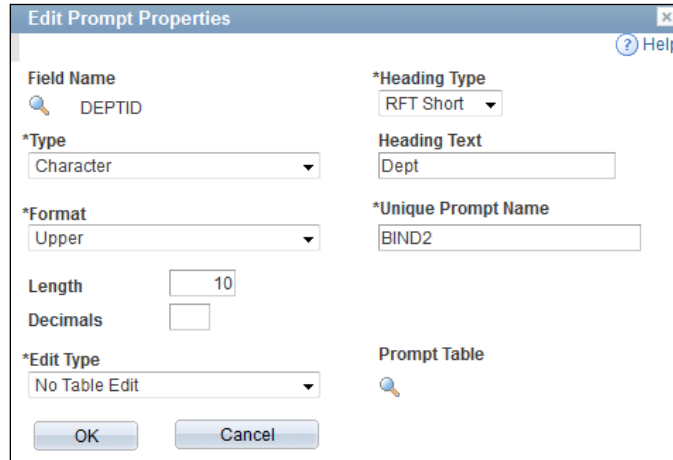 Edit Prompt Properties
Help
Field Name
DEPTID
*Heading Type
RFT Short
*Type
Character
Heading Text
Dept
*Format
Upper
*Unique Prompt Name
BIND2
Length
10
Decimals
*Edit Type
No Table Edit
Prompt Table
OK
Cancel